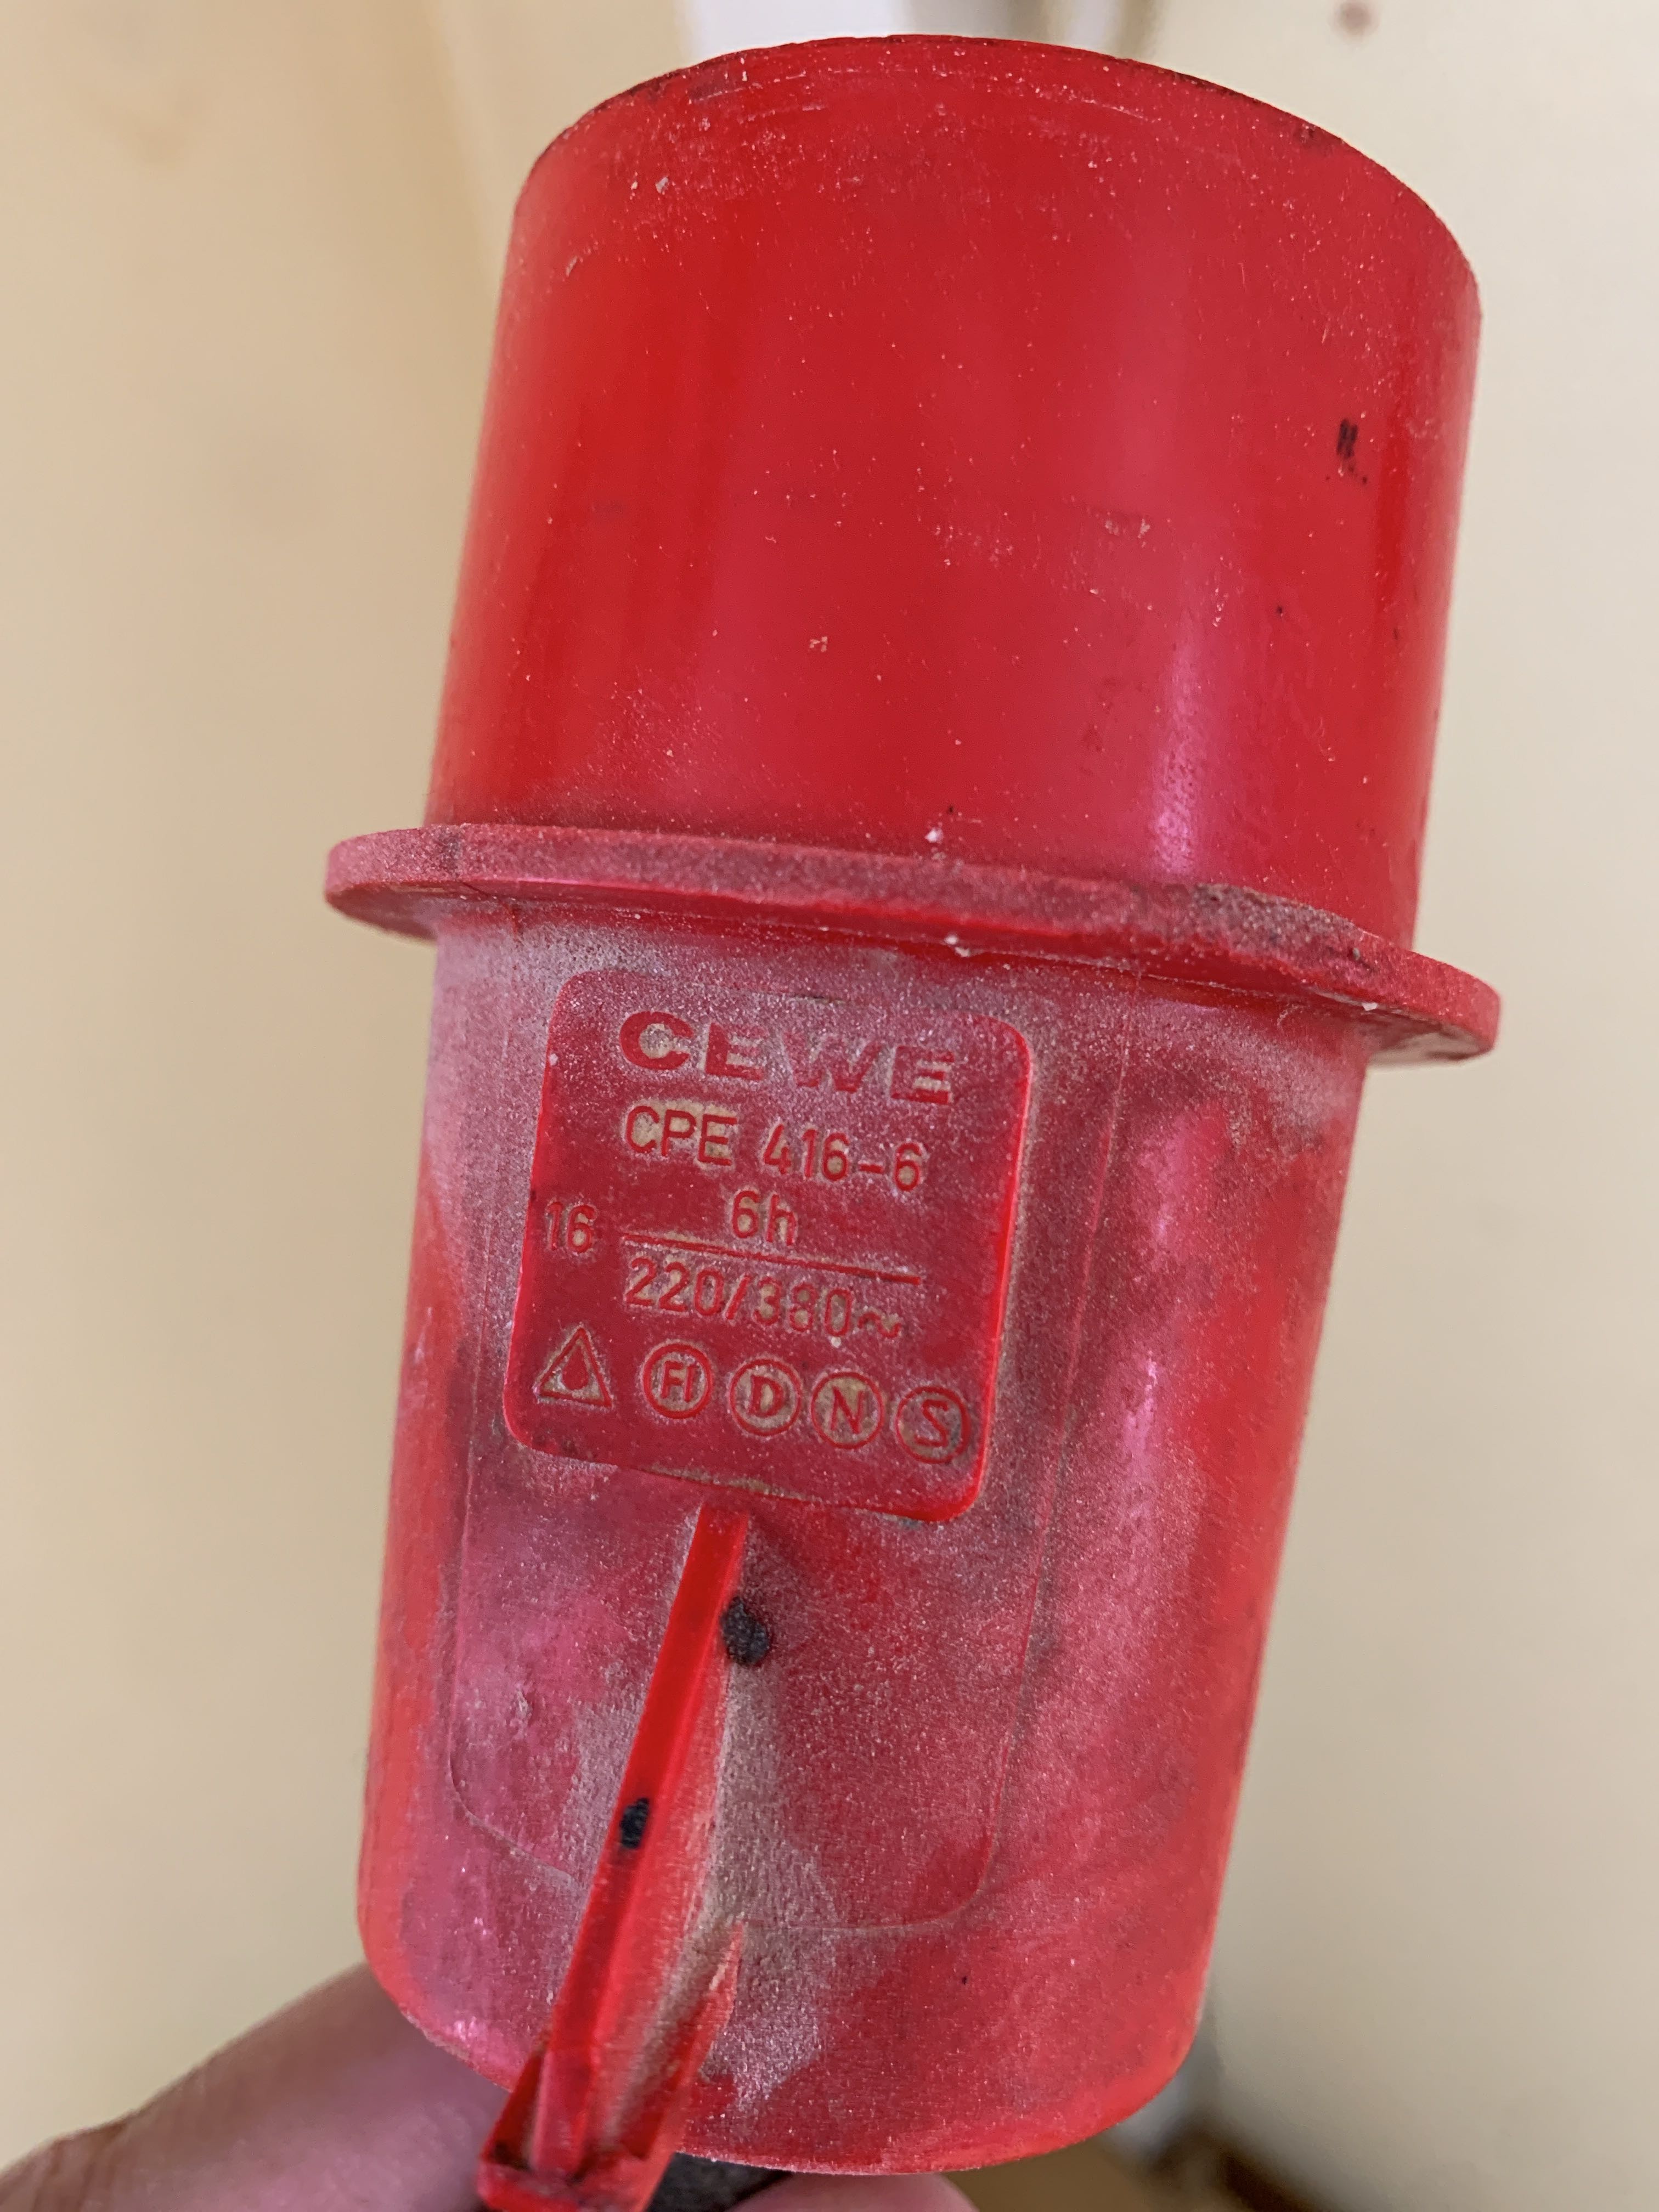 CEWE
CPE 416-6
6h
16
220/380~
FI D N S